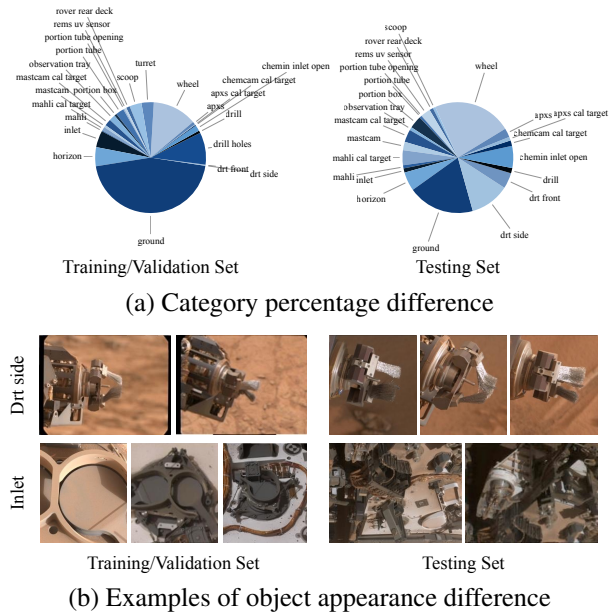 rover rear deck
rems uv sensor
portion tube opening
portion tube
observation tray
mastcam cal target
mastcam
portion box
mahli cal target
mahli
inlet
horizon
scoop
turret
wheel
chemin inlet open
chemcam cal target
apxs cal target
apxs
drill
drill holes
drt front
drt side
ground
Training/Validation Set
scoop
rover rear deck
rems uv sensor
portion tube opening
portion tube
portion box
observation tray
mastcam cal target
mastcam
mahli cal target
mahli
inlet
horizon
wheel
apxs
apxs cal target
chemcam cal target
chemin inlet open
drill
drt front
drt side
ground
Testing Set
(a) Category percentage difference
Drt side
Inlet
Training/Validation Set
Testing Set
(b) Examples of object appearance difference